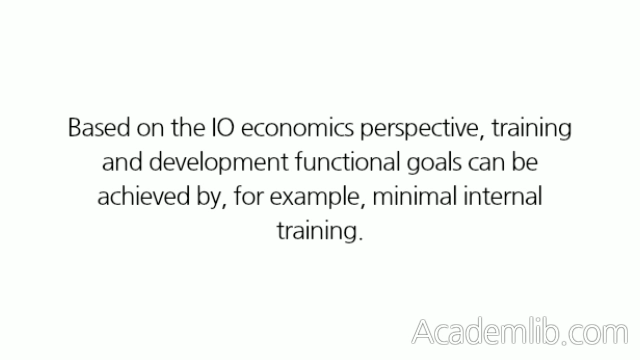 Based on the IO economics perspective, training
and development functional goals can be
achieved by, for example, minimal internal
training.
Academlib.com